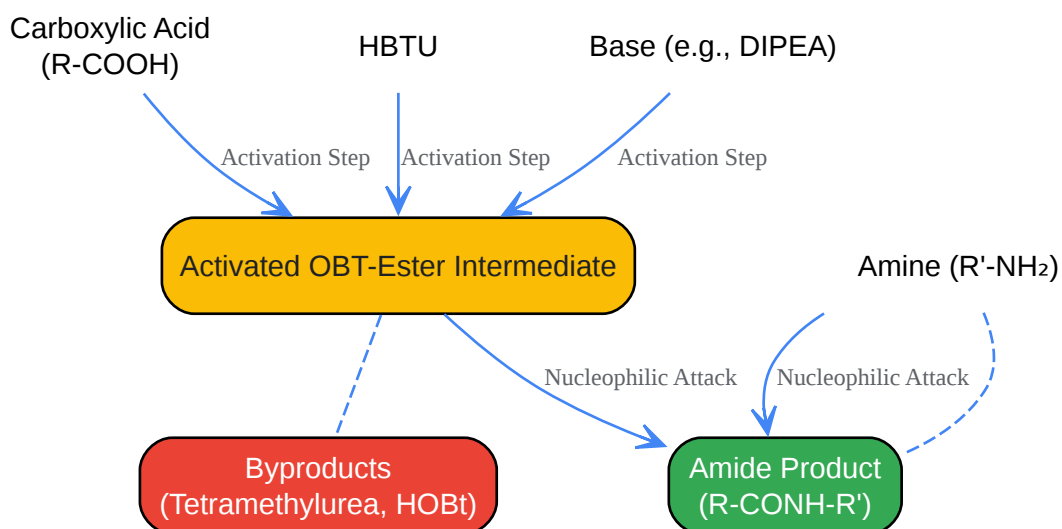 Carboxylic Acid
(R-COOH)
HBTU
Base (e.g., DIPEA)
Activation Step
Activation Step
Activation Step
Activated OBT-Ester Intermediate
Amine (R'-NH₂)
Nucleophilic Attack
Nucleophilic Attack
Byproducts
(Tetramethylurea, HOBt)
Amide Product
(R-CONH-R')